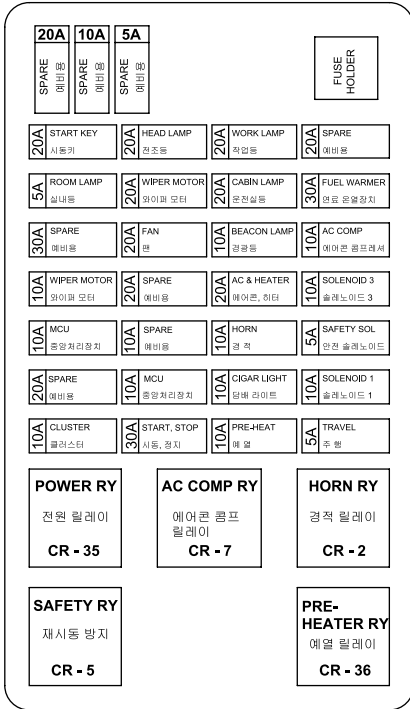 20A 10A 5A
SPARE 예비용
SPARE 예비용
SPARE 예비용
FUSE
HOLDER
20A START KEY
시동키
20A HEAD LAMP
전조등
20A WORK LAMP
작업등
20A SPARE
예비용
5A ROOM LAMP
실내등
20A WIPER MOTOR
와이퍼 모터
20A CABIN LAMP
운전실등
30A FUEL WARMER
연료 온열장치
30A SPARE
예비용
20A FAN
팬
10A BEACON LAMP
경광등
10A AC COMP
에어콘 콤프레셔
10A WIPER MOTOR
와이퍼 모터
20A SPARE
예비용
20A AC & HEATER
에어콘, 히터
10A SOLENOID 3
솔레노이드 3
10A MCU
중앙처리장치
10A SPARE
예비용
10A HORN
경 적
5A SAFETY SOL
안전 솔레노이드
20A SPARE
예비용
10A MCU
중앙처리장치
10A CIGAR LIGHT
담배 라이트
10A SOLENOID 1
솔레노이드 1
10A CLUSTER
클러스터
30A START, STOP
시동, 정지
10A PRE-HEAT
예 열
5A TRAVEL
주 행
POWER RY
전원 릴레이
CR - 35
AC COMP RY
에어콘 콤프
릴레이
CR - 7
HORN RY
경적 릴레이
CR - 2
SAFETY RY
재시동 방지
CR - 5
PRE-
HEATER RY
예열 릴레이
CR - 36